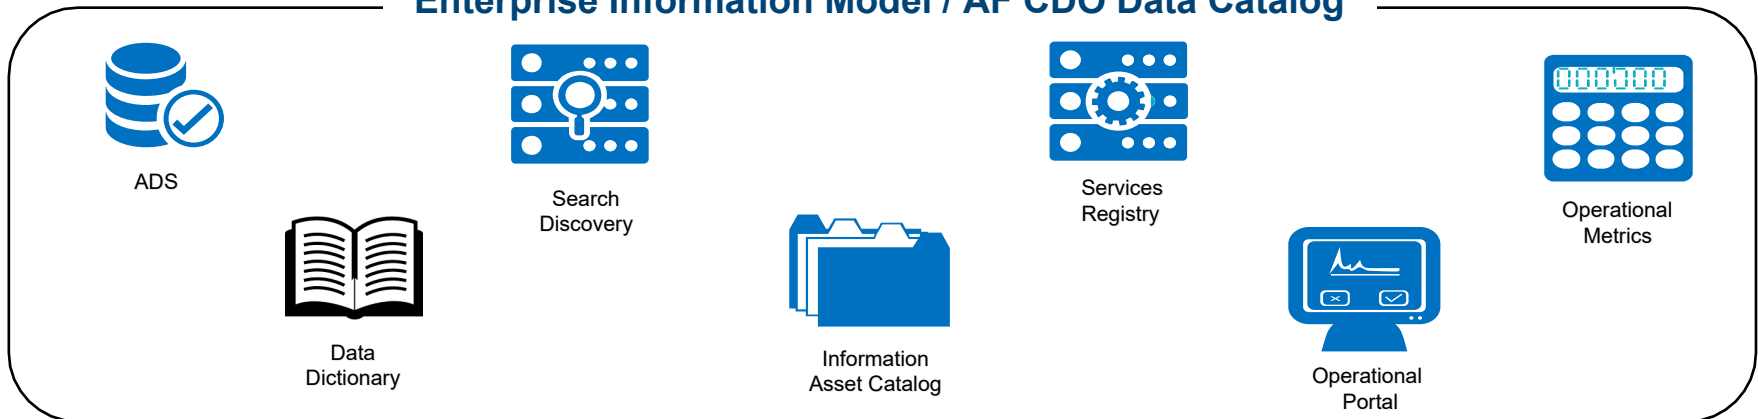 Enterprise Information Model / AF CDO Data Catalog
ADS
Search
Discovery
Services
Registry
Operational
Metrics
Data
Dictionary
Information
Asset Catalog
Operational
Portal